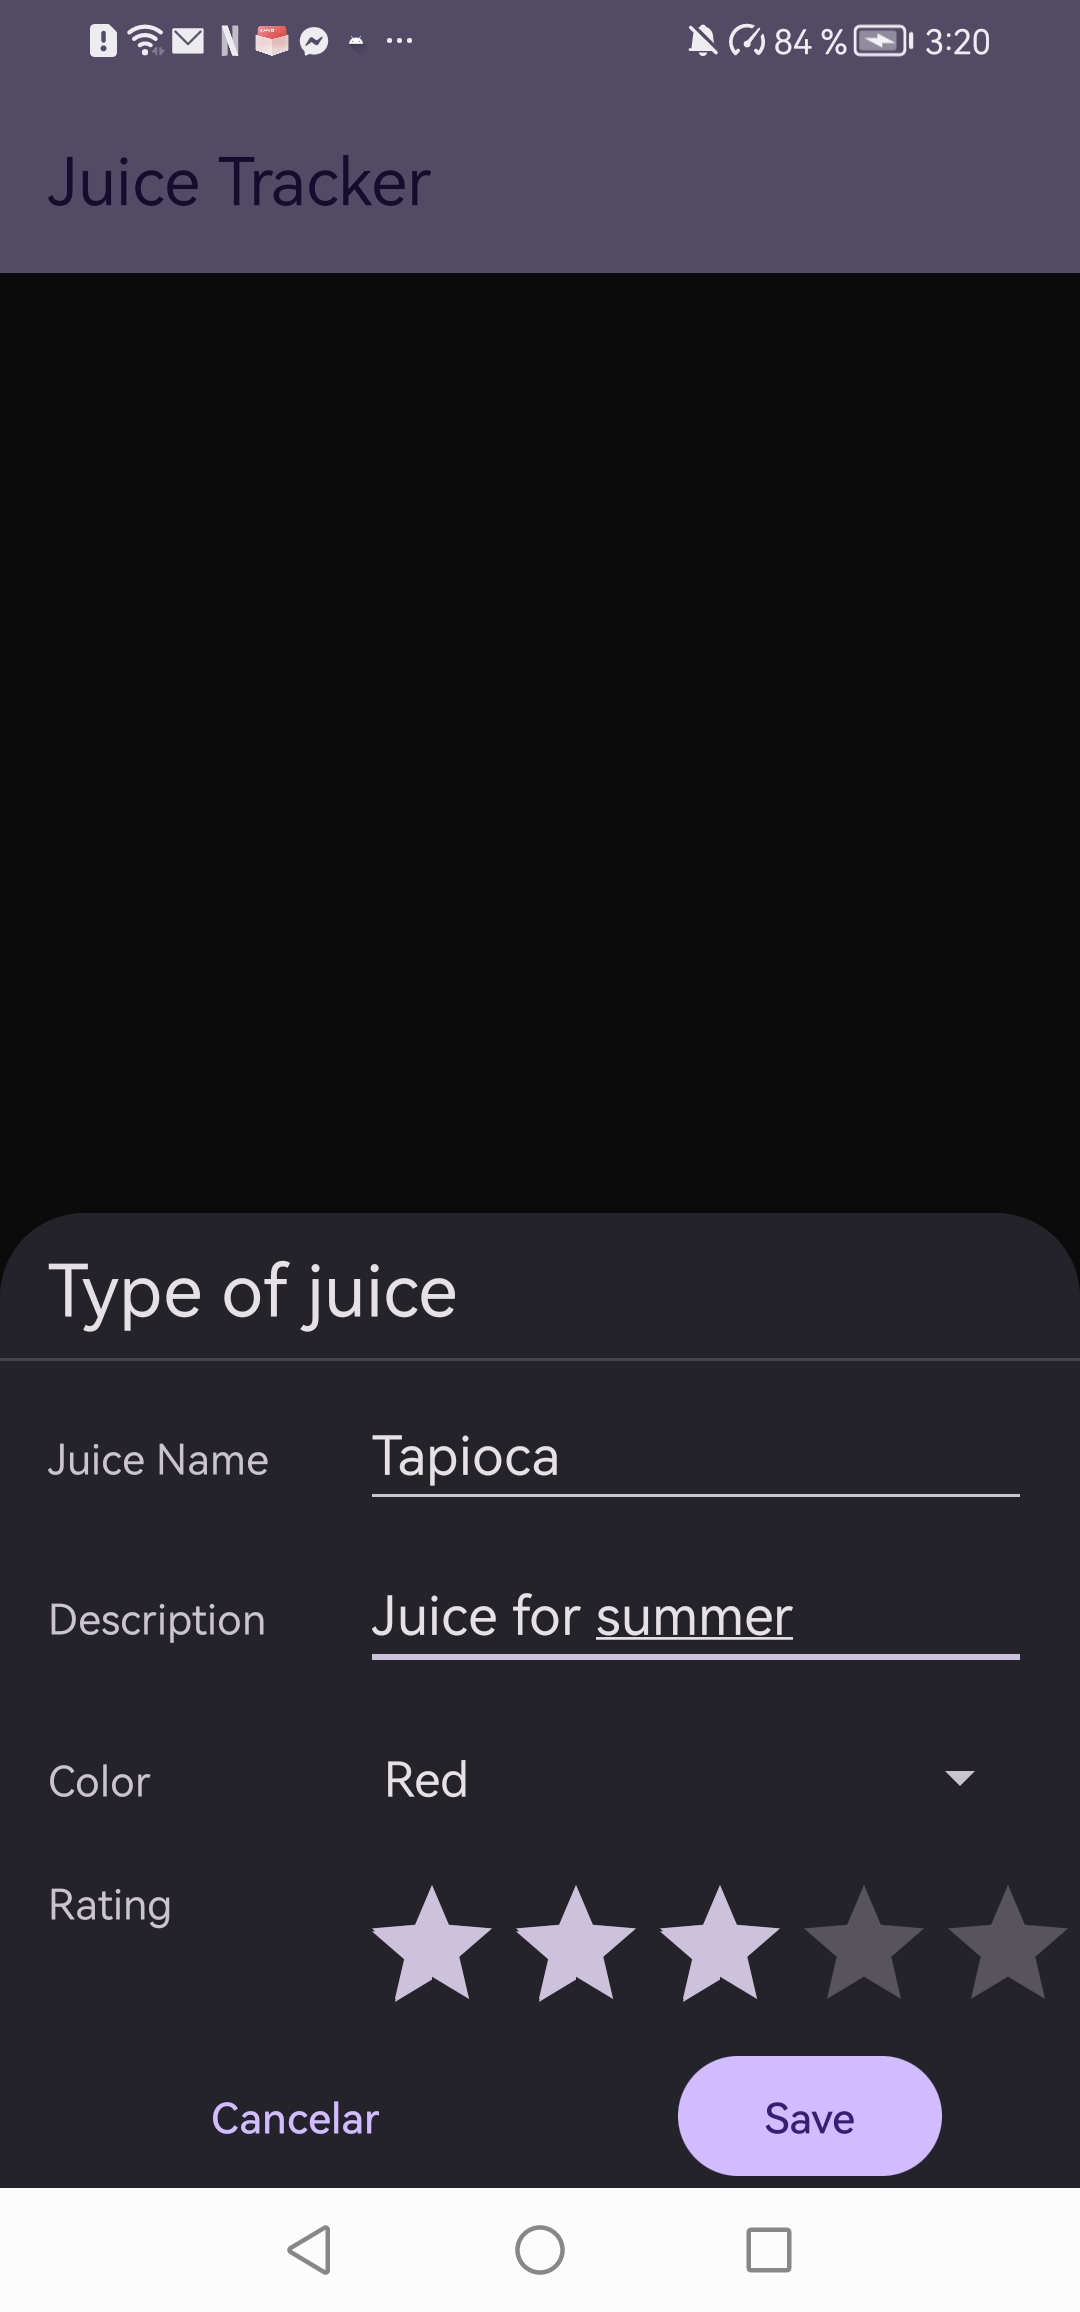 84 % 3:20
Juice Tracker
Type of juice
Juice Name Tapioca
Description Juice for summer
Color Red
Rating
Cancelar Save